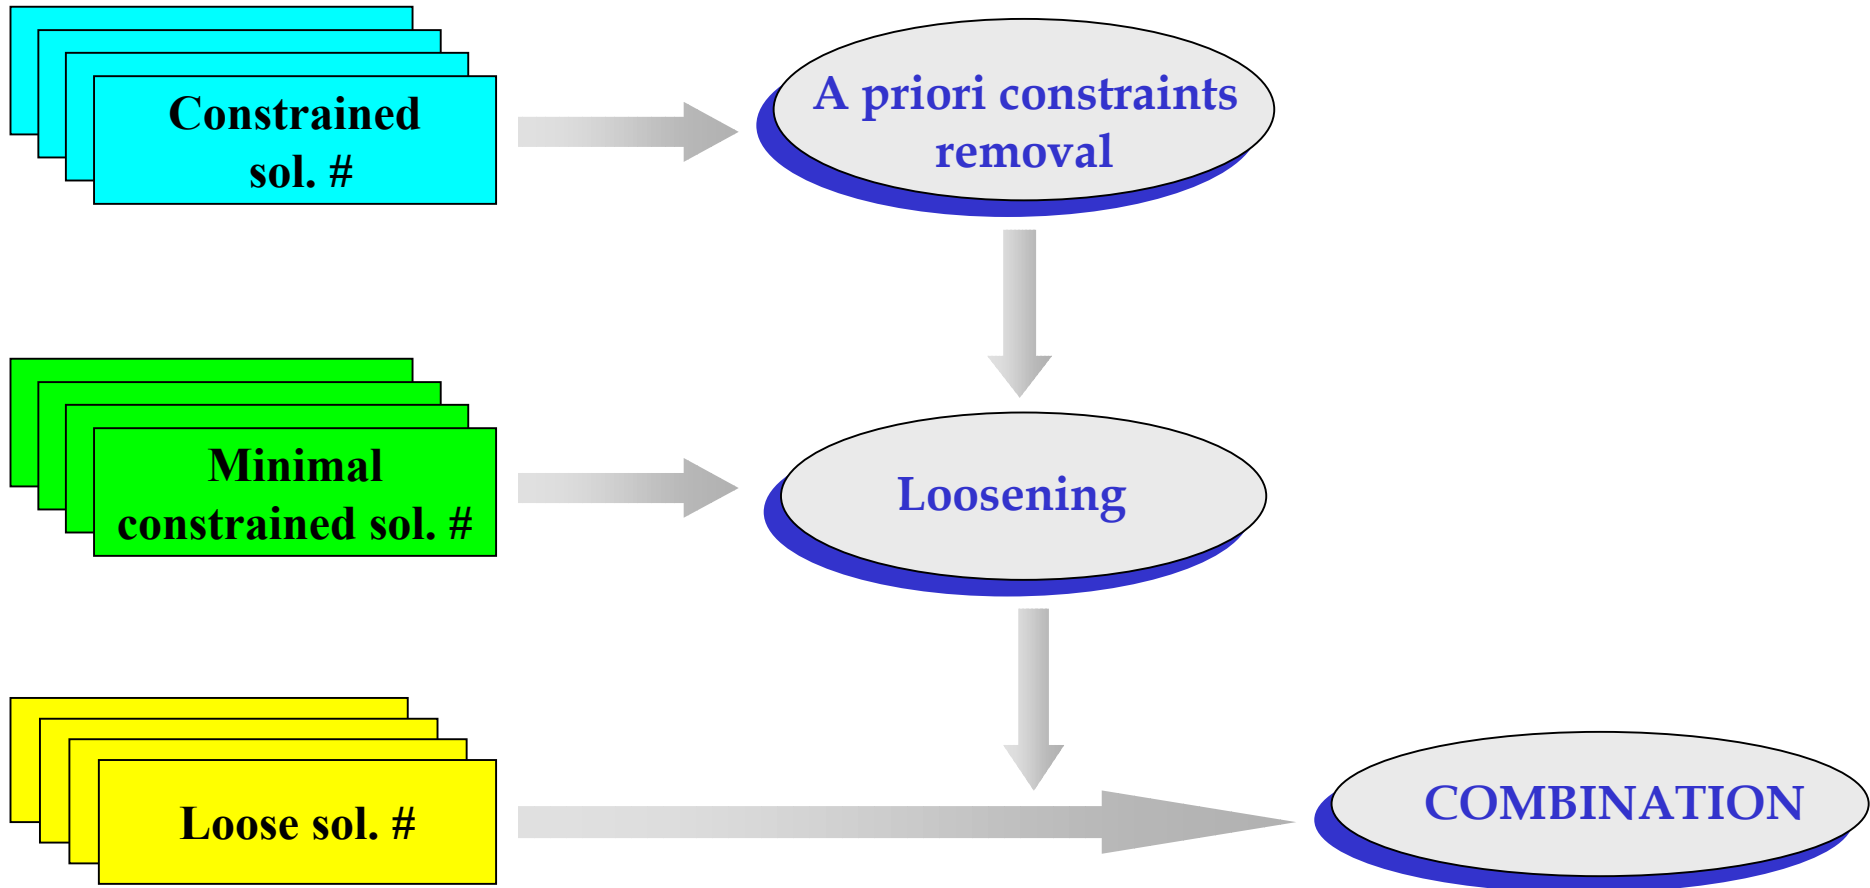 Constrained
sol. #
A priori constraints
removal
Minimal
constrained sol. #
Loosening
Loose sol. #
COMBINATION